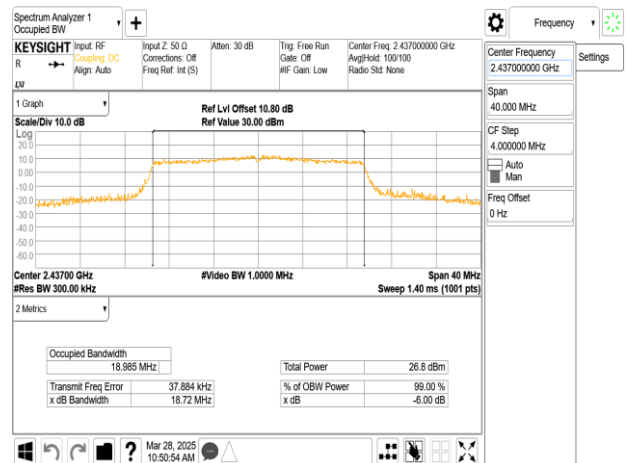 Spectrum Analyzer 1
Occupied BW
Frequency
KEYSIGHT
R
LXI
Input: RF
Coupling: DC
Align: Auto
Input Z: 50 Ω
Corrections: Off
Freq Ref: Int (S)
Atten: 30 dB
Trig: Free Run
Gate: Off
#IF Gain: Low
Center Freq: 2.437000000 GHz
Avg|Hold: 100/100
Radio Std: None
Center Frequency
2.437000000 GHz
Settings
Span
40.000 MHz
CF Step
4.000000 MHz
Auto
Man
Freq Offset
0 Hz
1 Graph
Scale/Div 10.0 dB
Ref Lvl Offset 10.80 dB
Ref Value 30.00 dBm
Log
20.0
10.0
0.00
-10.0
-20.0
-30.0
-40.0
-50.0
-60.0
Center 2.43700 GHz
#Video BW 1.0000 MHz
Span 40 MHz
#Res BW 300.00 kHz
Sweep 1.40 ms (1001 pts)
2 Metrics
Occupied Bandwidth
18.985 MHz
Transmit Freq Error 37.884 kHz
x dB Bandwidth 18.72 MHz
Total Power 26.8 dBm
% of OBW Power 99.00 %
x dB -6.00 dB
?
Mar 28, 2025
10:50:54 AM